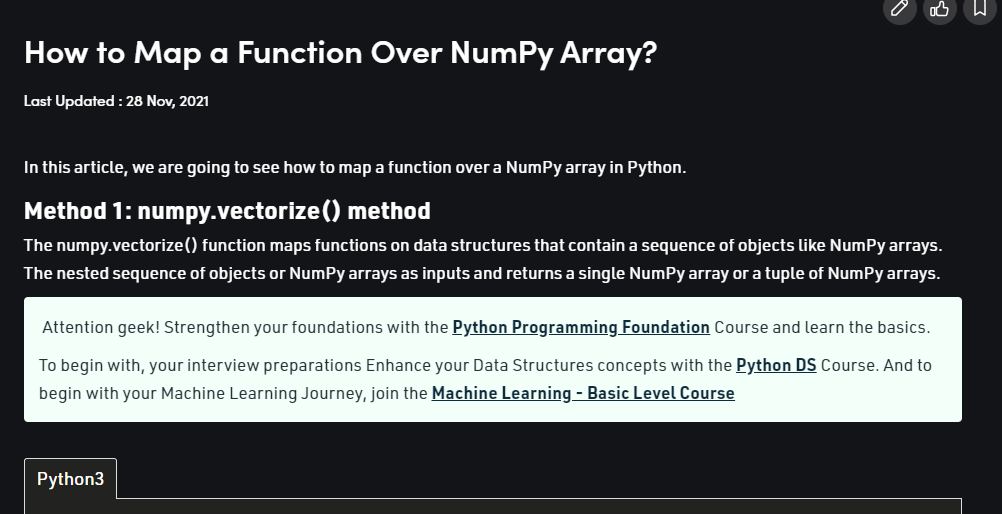 How to Map a Function Over NumPy Array?
Last Updated : 28 Nov, 2021
In this article, we are going to see how to map a function over a NumPy array in Python.
Method 1: numpy.vectorize() method
The numpy.vectorize() function maps functions on data structures that contain a sequence of objects like NumPy arrays.
The nested sequence of objects or NumPy arrays as inputs and returns a single NumPy array or a tuple of NumPy arrays.
Attention geek! Strengthen your foundations with the Python Programming Foundation Course and learn the basics.
To begin with, your interview preparations Enhance your Data Structures concepts with the Python DS Course. And to
begin with your Machine Learning Journey, join the Machine Learning - Basic Level Course
Python3